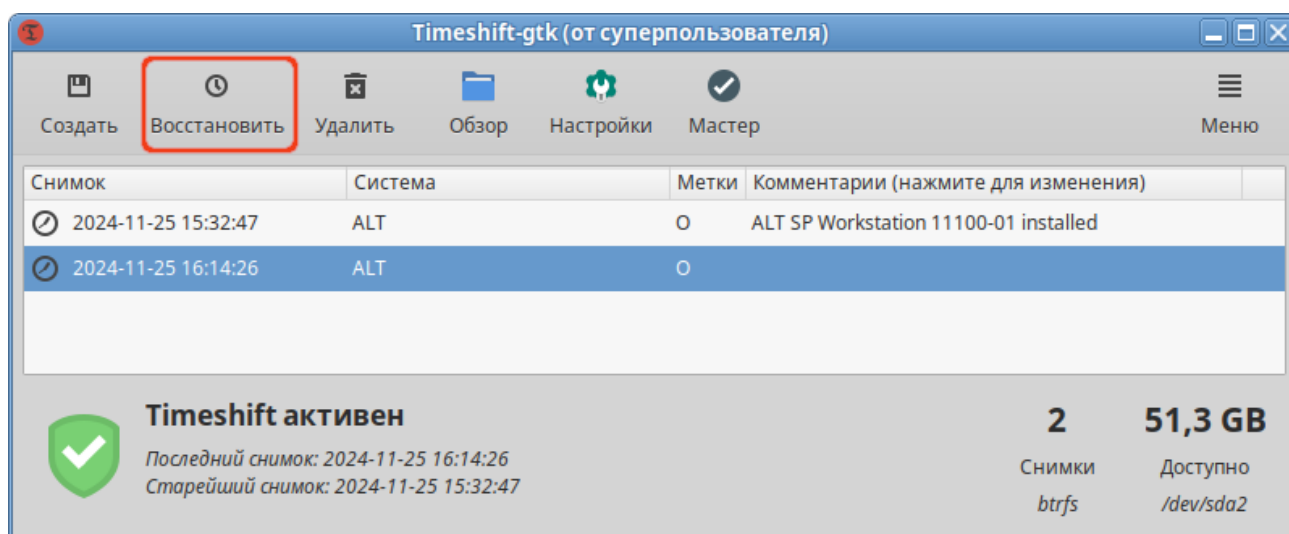 Timeshift-gtk (от суперпользователя)
Создать Восстановить Удалить Обзор Настройки Мастер Меню
Снимок Система Метки Комментарии (нажмите для изменения)
2024-11-25 15:32:47 ALT O ALT SP Workstation 11100-01 installed
2024-11-25 16:14:26 ALT O
Timeshift активен
Последний снимок: 2024-11-25 16:14:26
Старейший снимок: 2024-11-25 15:32:47
2 51,3 GB
Снимки Доступно
btrfs /dev/sda2